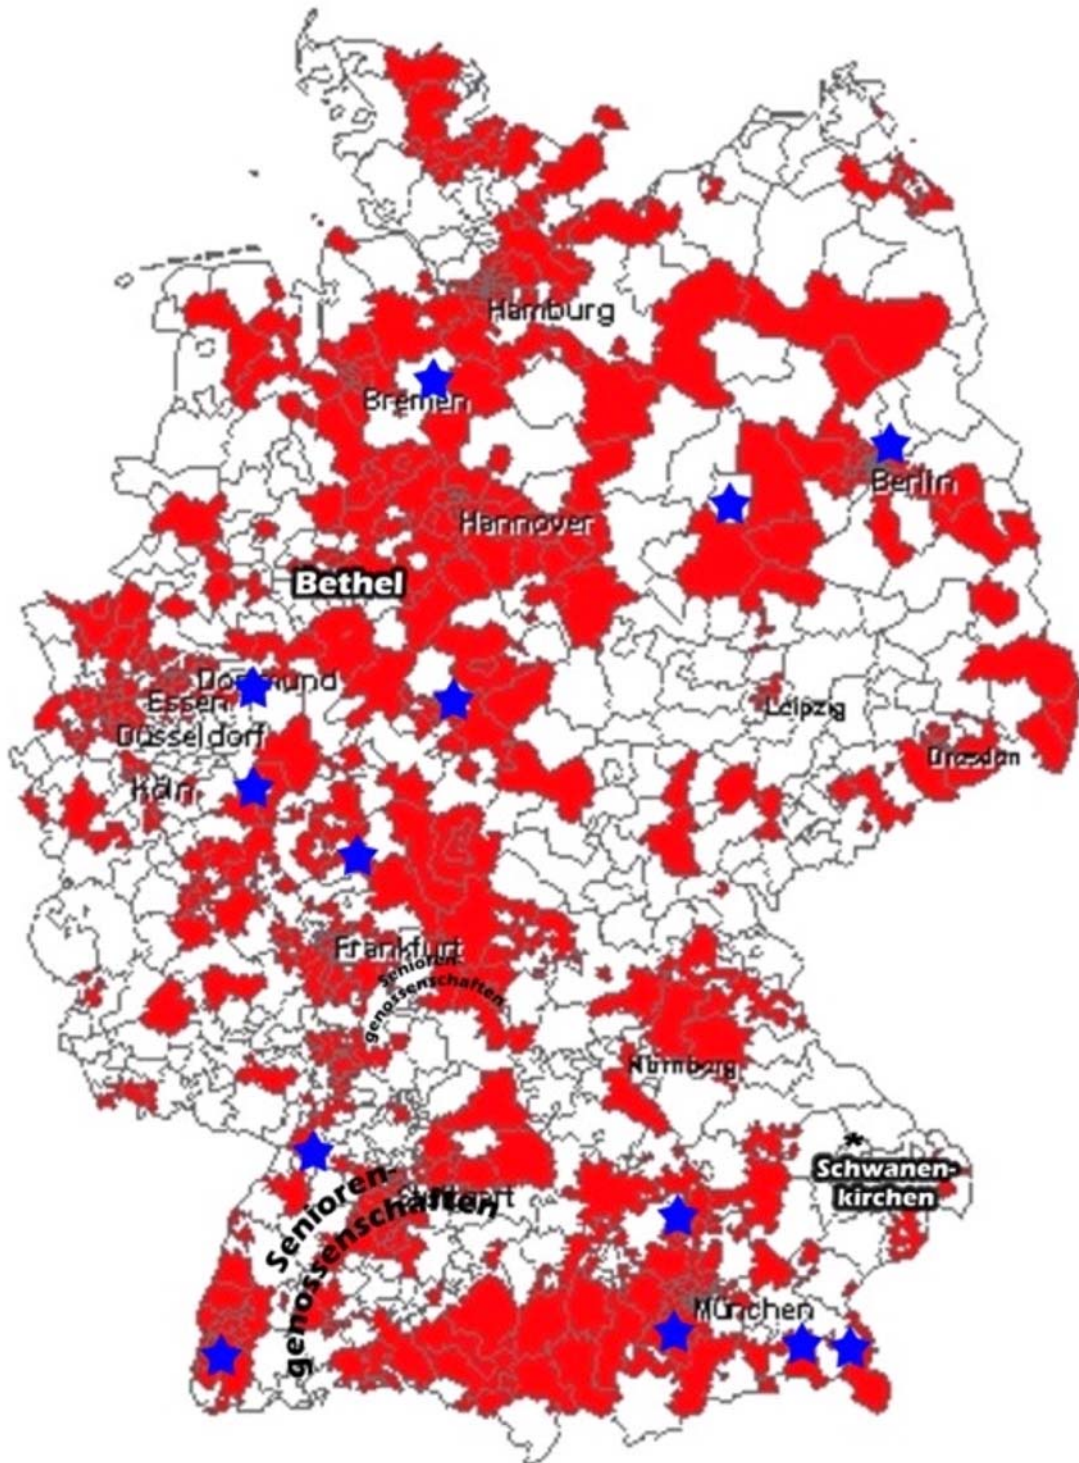 Hamburg
Bremen
Berlin
Hannover
Bethel
Dortmund
Essen
Düsseldorf
Leipzig
Dresden
Köln
Frankfurt
Senioren-
genossenschaften
Nürnberg
*
Schwanen-
kirchen
Senioren-
genossenschaften
München